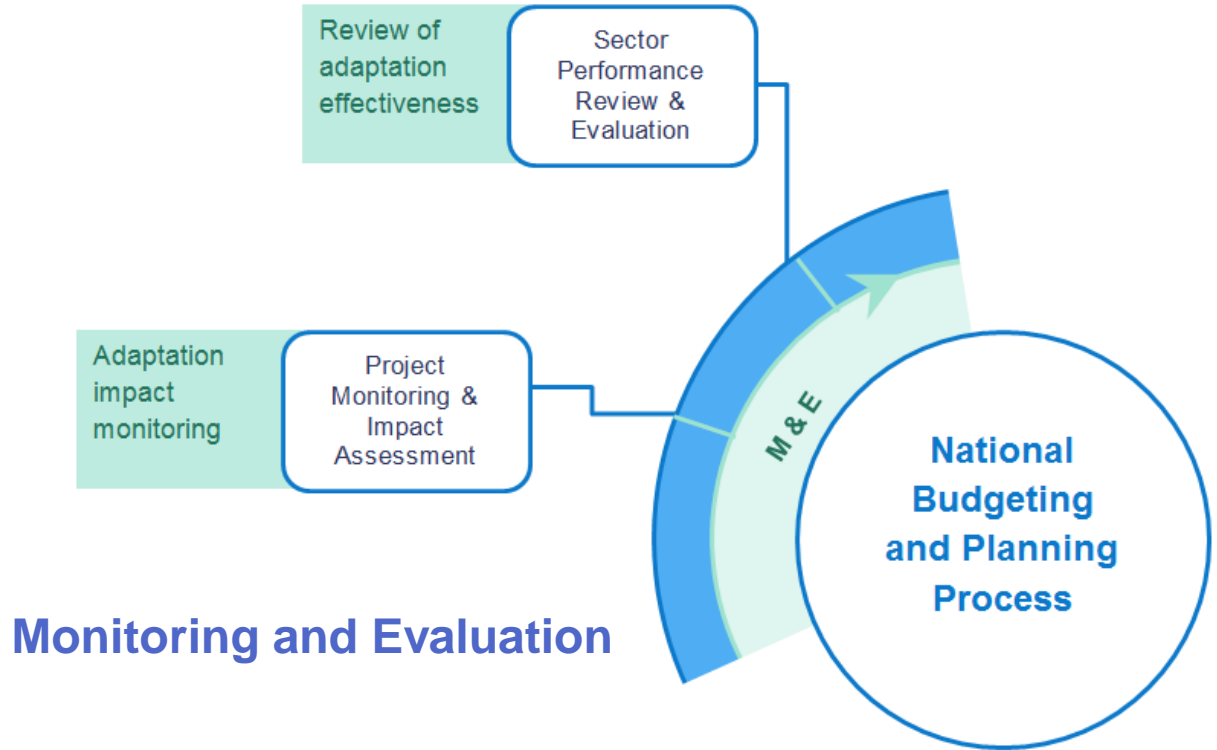 Review of
adaptation
effectiveness
Sector
Performance
Review &
Evaluation
Adaptation
impact
monitoring
Project
Monitoring &
Impact
Assessment
M & E
National
Budgeting
and Planning
Process
Monitoring and Evaluation